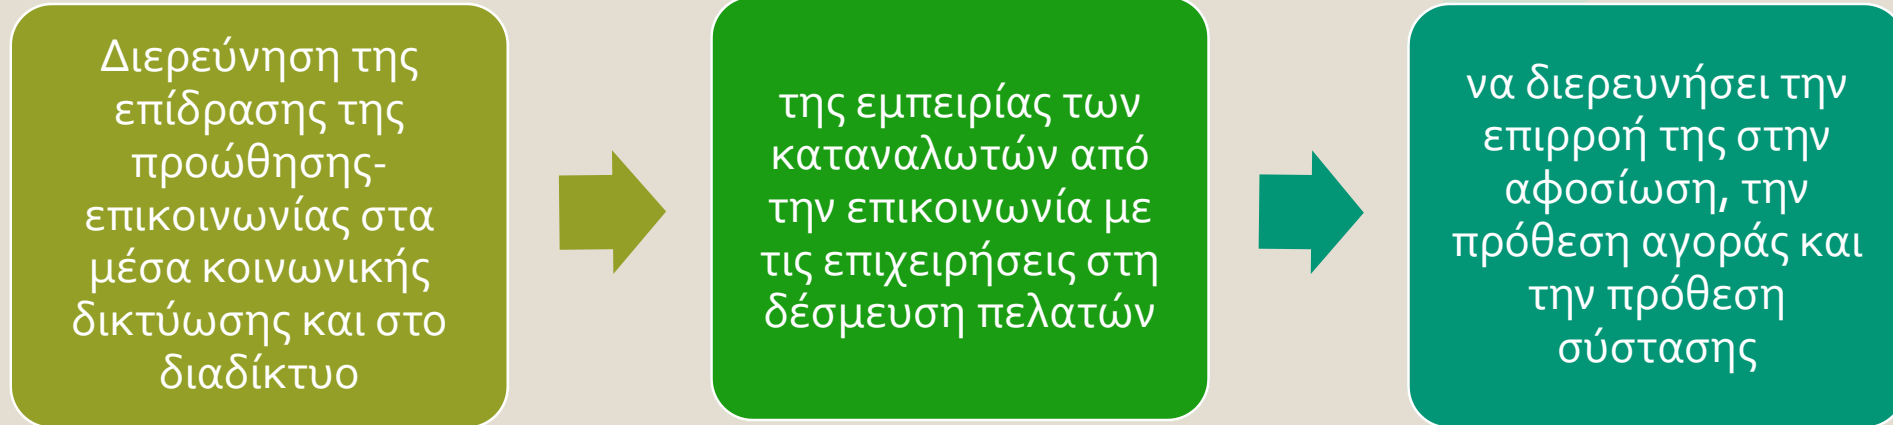 Διερεύνηση της
επίδρασης της
προώθησης-
επικοινωνίας στα
μέσα κοινωνικής
δικτύωσης και στο
διαδίκτυο
της εμπειρίας των
καταναλωτών από
την επικοινωνία με
τις επιχειρήσεις στη
δέσμευση πελατών
να διερευνήσει την
επιρροή της στην
αφοσίωση, την
πρόθεση αγοράς και
την πρόθεση
σύστασης